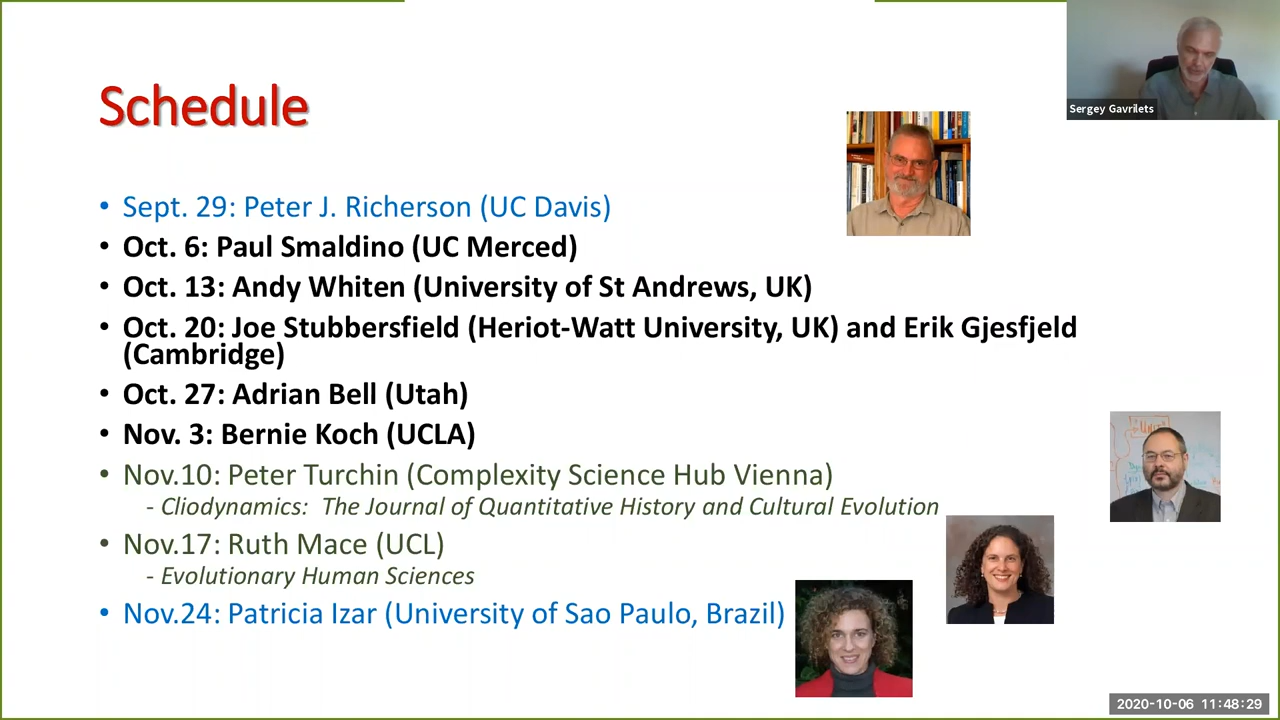 Sergey Gavrilets
Schedule
• Sept. 29: Peter J. Richerson (UC Davis)
• Oct. 6: Paul Smaldino (UC Merced)
• Oct. 13: Andy Whiten (University of St Andrews, UK)
• Oct. 20: Joe Stubbersfield (Heriot-Watt University, UK) and Erik Gjesfjeld
(Cambridge)
• Oct. 27: Adrian Bell (Utah)
• Nov. 3: Bernie Koch (UCLA)
• Nov.10: Peter Turchin (Complexity Science Hub Vienna)
- Cliodynamics: The Journal of Quantitative History and Cultural Evolution
• Nov.17: Ruth Mace (UCL)
- Evolutionary Human Sciences
• Nov.24: Patricia Izar (University of Sao Paulo, Brazil)
2020-10-06 11:48:29